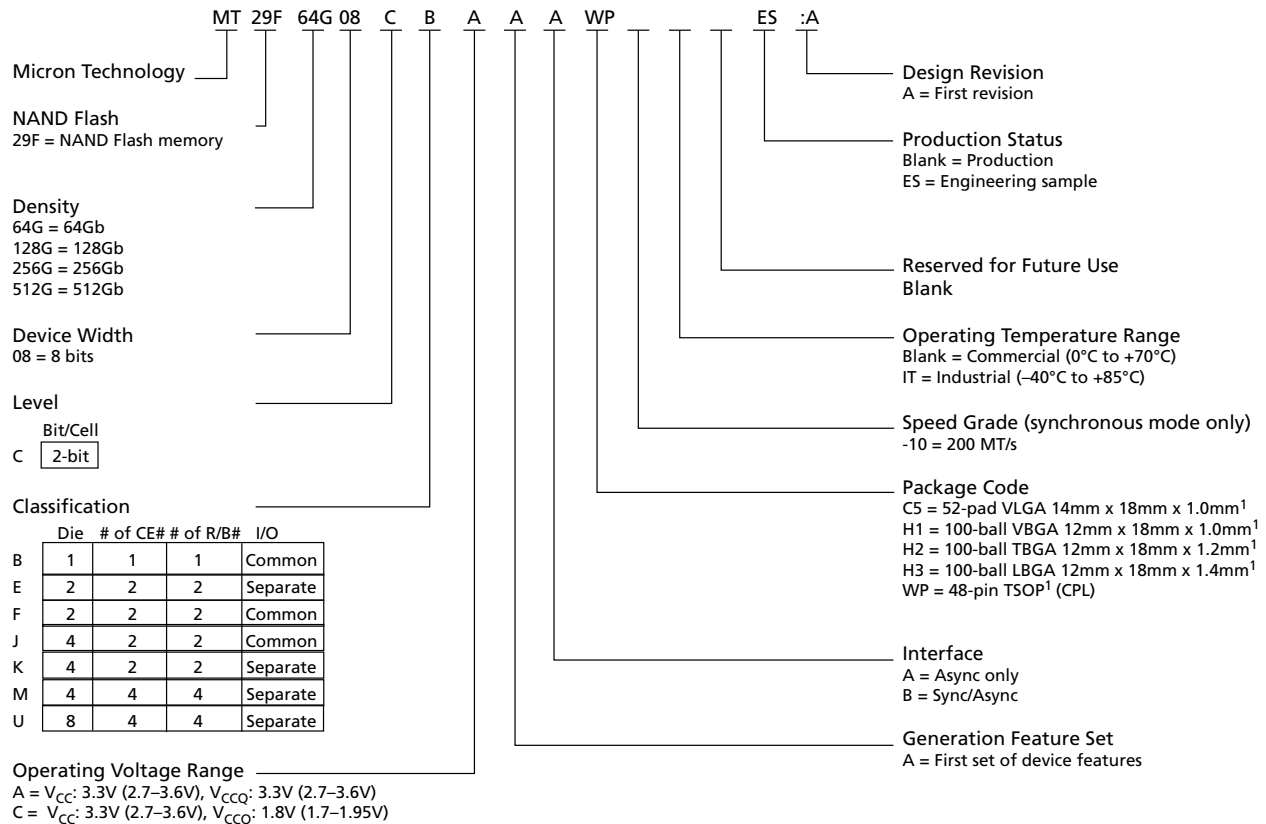 MT 29F 64G 08 C B A A A WP ES :A
Micron Technology
NAND Flash
29F = NAND Flash memory
Density
64G = 64Gb
128G = 128Gb
256G = 256Gb
512G = 512Gb
Device Width
08 = 8 bits
Level
Bit/Cell
C 2-bit
Classification
Die # of CE# # of R/B# I/O
B 1 1 1 Common
E 2 2 2 Separate
F 2 2 2 Common
J 4 2 2 Common
K 4 2 2 Separate
M 4 4 4 Separate
U 8 4 4 Separate
Operating Voltage Range
A = VCC: 3.3V (2.7–3.6V), VCCQ: 3.3V (2.7–3.6V)
C = VCC: 3.3V (2.7–3.6V), VCCQ: 1.8V (1.7–1.95V)
Design Revision
A = First revision
Production Status
Blank = Production
ES = Engineering sample
Reserved for Future Use
Blank
Operating Temperature Range
Blank = Commercial (0°C to +70°C)
IT = Industrial (–40°C to +85°C)
Speed Grade (synchronous mode only)
-10 = 200 MT/s
Package Code
C5 = 52-pad VLGA 14mm x 18mm x 1.0mm1
H1 = 100-ball VBGA 12mm x 18mm x 1.0mm1
H2 = 100-ball TBGA 12mm x 18mm x 1.2mm1
H3 = 100-ball LBGA 12mm x 18mm x 1.4mm1
WP = 48-pin TSOP1 (CPL)
Interface
A = Async only
B = Sync/Async
Generation Feature Set
A = First set of device features